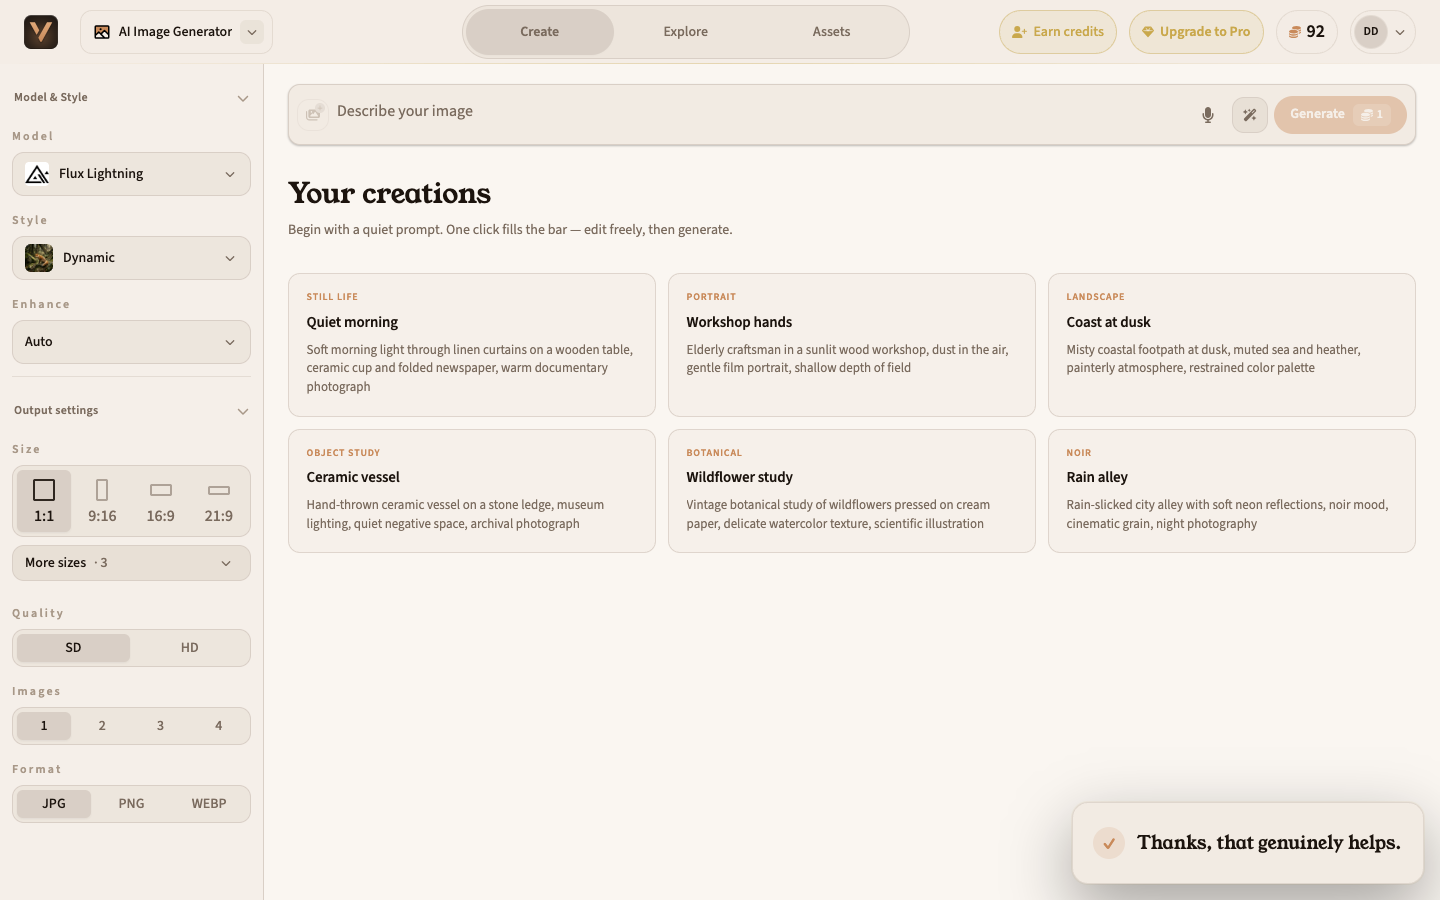 AI Image Generator
Create
Explore
Assets
Earn credits
Upgrade to Pro
92
DD
Model & Style
Model
Flux Lightning
Style
Dynamic
Enhance
Auto
Output settings
Size
1:1
9:16
16:9
21:9
More sizes · 3
Quality
SD
HD
Images
1
2
3
4
Format
JPG
PNG
WEBP
Describe your image
Generate
1
Your creations
Begin with a quiet prompt. One click fills the bar — edit freely, then generate.
STILL LIFE
Quiet morning
Soft morning light through linen curtains on a wooden table,
ceramic cup and folded newspaper, warm documentary
photograph
PORTRAIT
Workshop hands
Elderly craftsman in a sunlit wood workshop, dust in the air,
gentle film portrait, shallow depth of field
LANDSCAPE
Coast at dusk
Misty coastal footpath at dusk, muted sea and heather,
painterly atmosphere, restrained color palette
OBJECT STUDY
Ceramic vessel
Hand-thrown ceramic vessel on a stone ledge, museum
lighting, quiet negative space, archival photograph
BOTANICAL
Wildflower study
Vintage botanical study of wildflowers pressed on cream
paper, delicate watercolor texture, scientific illustration
NOIR
Rain alley
Rain-slicked city alley with soft neon reflections, noir mood,
cinematic grain, night photography
Thanks, that genuinely helps.